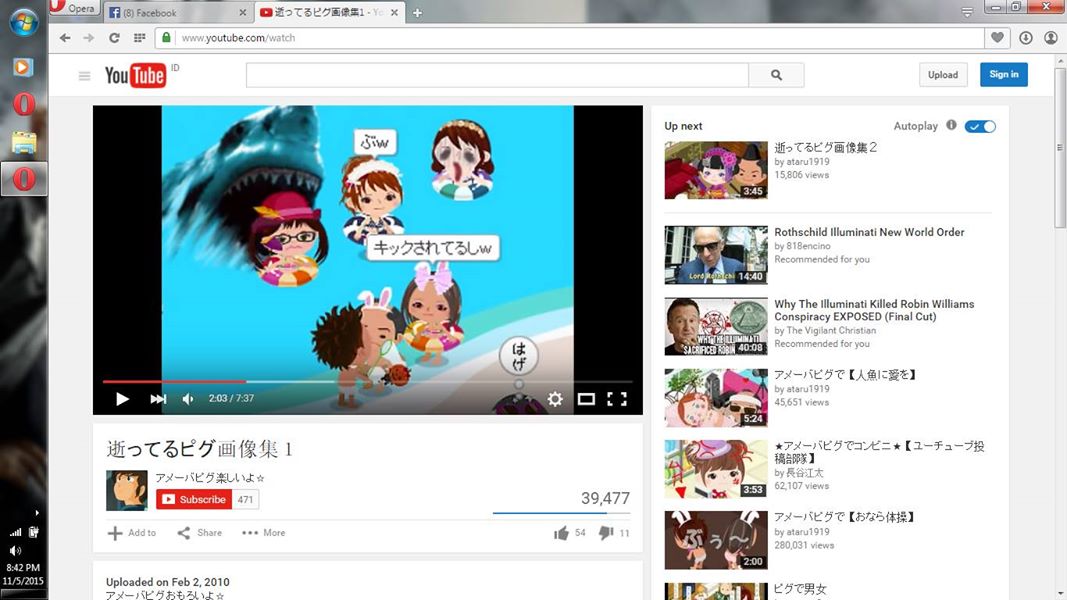 Opera
(8) Facebook
逝ってるピグ画像集1 - Yo
www.youtube.com/watch
YouTube ID
Upload
Sign in
ぶw
キックされてるしw
はげ
2:03 / 7:37
逝ってるピグ画像集１
アメーバピグ楽しいよ☆
Subscribe 471
39,477
Add to
Share
More
54
11
Uploaded on Feb 2, 2010
アメーバピグおもろいよ☆
Up next
Autoplay
3:45
逝ってるピグ画像集２
by ataru1919
15,806 views
Lord Rothschi
14:40
Rothschild Illuminati New World Order
by 818encino
Recommended for you
WHY THE ILLUMINATI
SACRIFICED ROBIN
40:08
Why The Illuminati Killed Robin Williams
Conspiracy EXPOSED (Final Cut)
by The Vigilant Christian
Recommended for you
5:24
アメーバピグで【人魚に愛を】
by ataru1919
45,651 views
3:53
★アメーバピグでコンビニ★【ユーチューブ投
稿部隊】
by 長谷江太
62,107 views
ぶぅ〜
2:00
アメーバピグで【おなら体操】
by ataru1919
280,031 views
ピグで男女
8:42 PM
11/5/2015